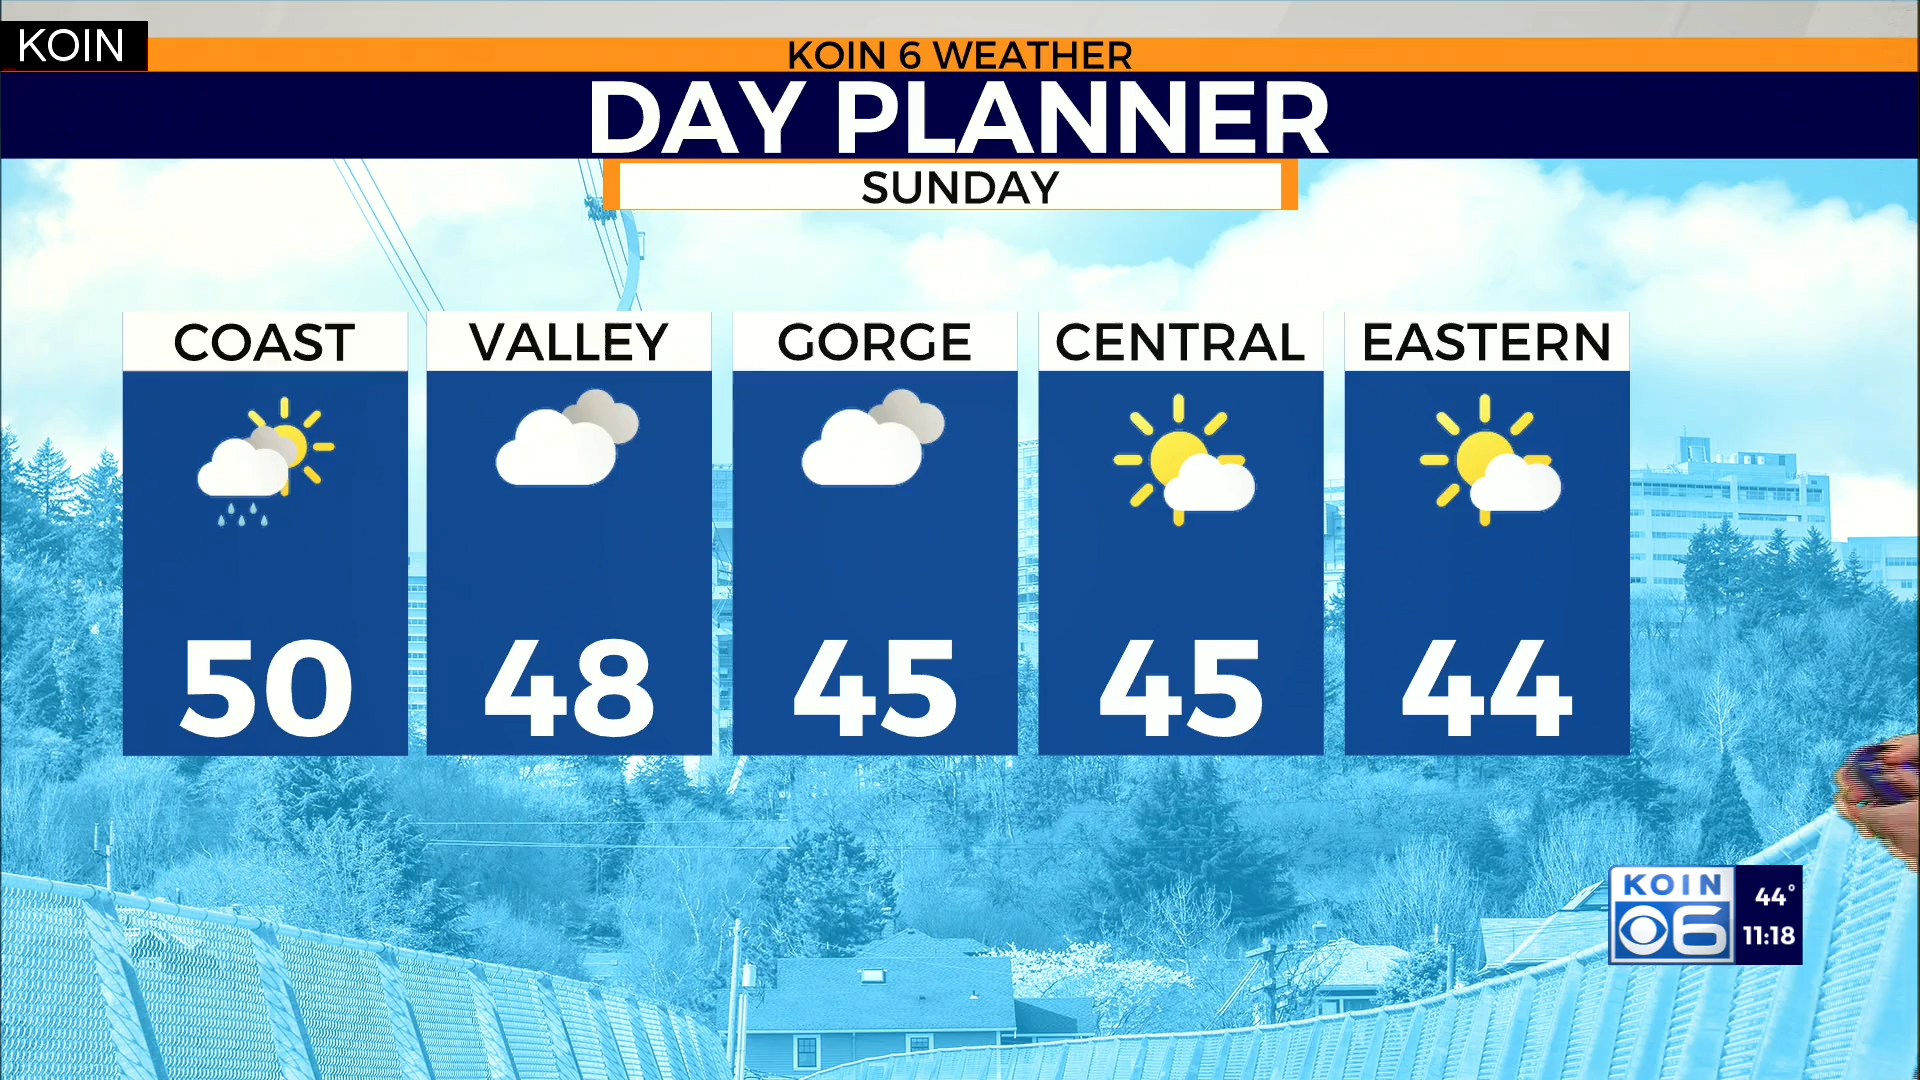 KOIN
KOIN 6 WEATHER
DAY PLANNER
SUNDAY
COAST VALLEY GORGE CENTRAL EASTERN
50 48 45 45 44
KOIN
6
44°
11:18